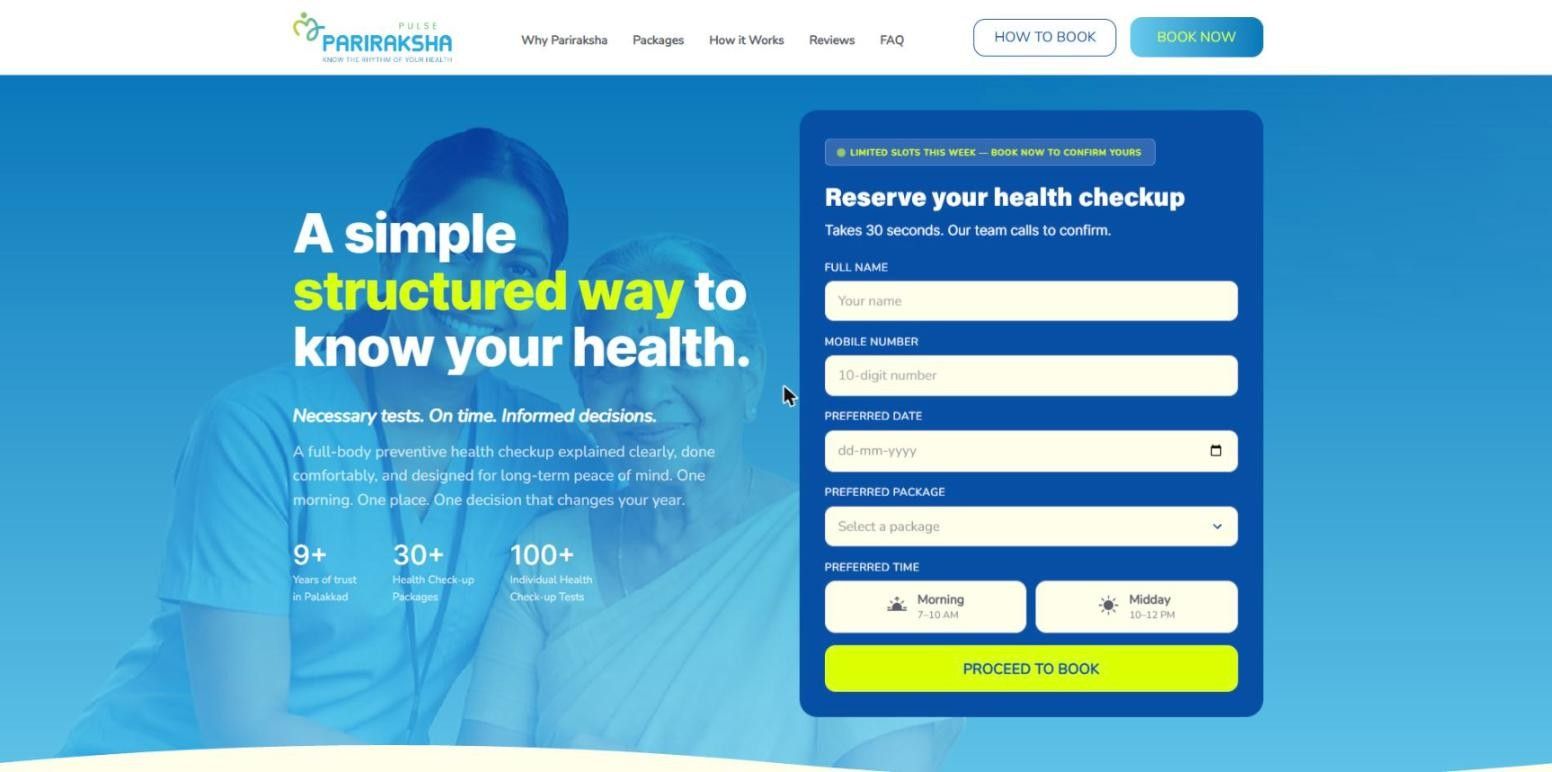 PULSE
PARIRAKSHA
KNOW THE RHYTHM OF YOUR HEALTH
Why Pariraksha
Packages
How it Works
Reviews
FAQ
HOW TO BOOK
BOOK NOW
A simple
structured way to
know your health.
Necessary tests. On time. Informed decisions.
A full-body preventive health checkup explained clearly, done
comfortably, and designed for long-term peace of mind. One
morning. One place. One decision that changes your year.
9+
Years of trust
in Palakkad
30+
Health Check-up
Packages
100+
Individual Health
Check-up Tests
LIMITED SLOTS THIS WEEK — BOOK NOW TO CONFIRM YOURS
Reserve your health checkup
Takes 30 seconds. Our team calls to confirm.
FULL NAME
Your name
MOBILE NUMBER
10-digit number
PREFERRED DATE
dd-mm-yyyy
PREFERRED PACKAGE
Select a package
PREFERRED TIME
Morning
7–10 AM
Midday
10–12 PM
PROCEED TO BOOK